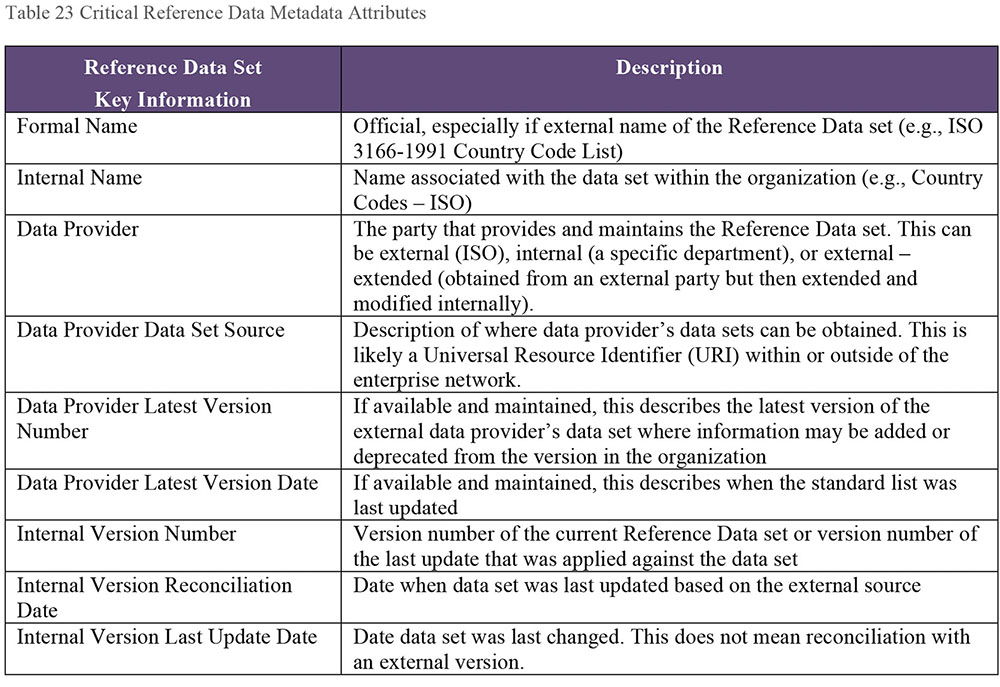 Table 23 Critical Reference Data Metadata Attributes
Reference Data Set
Key Information
Description
Formal Name
Official, especially if external name of the Reference Data set (e.g., ISO
3166-1991 Country Code List)
Internal Name
Name associated with the data set within the organization (e.g., Country
Codes – ISO)
Data Provider
The party that provides and maintains the Reference Data set. This can
be external (ISO), internal (a specific department), or external –
extended (obtained from an external party but then extended and
modified internally).
Data Provider Data Set Source
Description of where data provider’s data sets can be obtained. This is
likely a Universal Resource Identifier (URI) within or outside of the
enterprise network.
Data Provider Latest Version
Number
If available and maintained, this describes the latest version of the
external data provider’s data set where information may be added or
deprecated from the version in the organization
Data Provider Latest Version Date
If available and maintained, this describes when the standard list was
last updated
Internal Version Number
Version number of the current Reference Data set or version number of
the last update that was applied against the data set
Internal Version Reconciliation
Date
Date when data set was last updated based on the external source
Internal Version Last Update Date
Date data set was last changed. This does not mean reconciliation with
an external version.